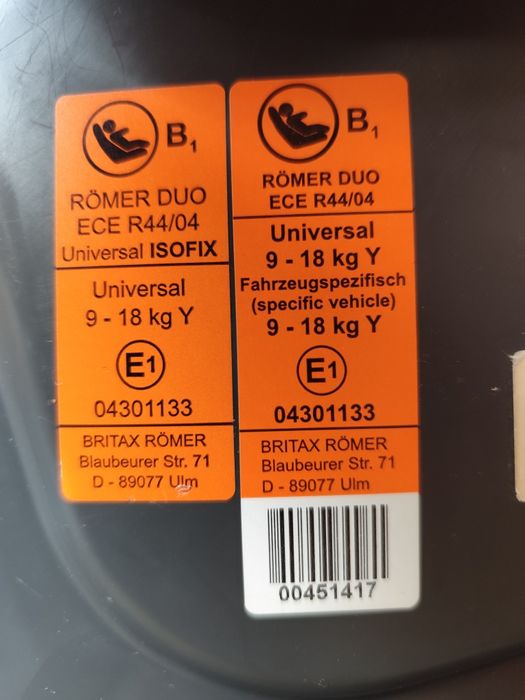 B1
RÖMER DUO
ECE R44/04
Universal ISOFIX
Universal
9 - 18 kg Y
E1
04301133
BRITAX RÖMER
Blaubeurer Str. 71
D - 89077 Ulm
B1
RÖMER DUO
ECE R44/04
Universal
9 - 18 kg Y
Fahrzeugspezifisch
(specific vehicle)
9 - 18 kg Y
E1
04301133
BRITAX RÖMER
Blaubeurer Str. 71
D - 89077 Ulm
00451417